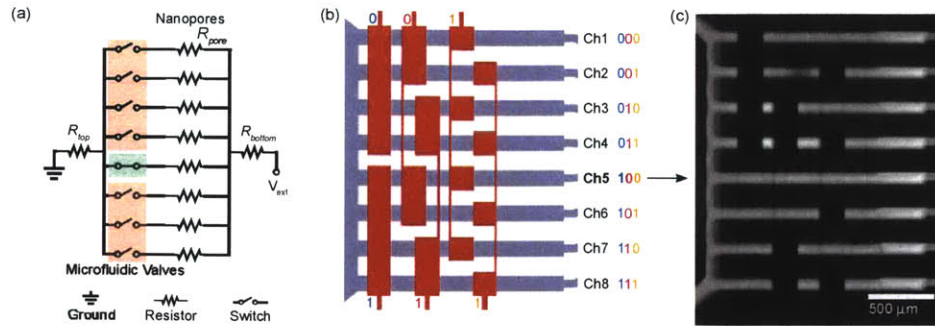 (a)
Nanopores
R_pore
R_top
R_bottom
V_ext
Microfluidic Valves
Ground
Resistor
Switch
(b)
0 0 1
Ch1 000
Ch2 001
Ch3 010
Ch4 011
Ch5 100
Ch6 101
Ch7 110
Ch8 111
1 1 1
(c)
500 μm